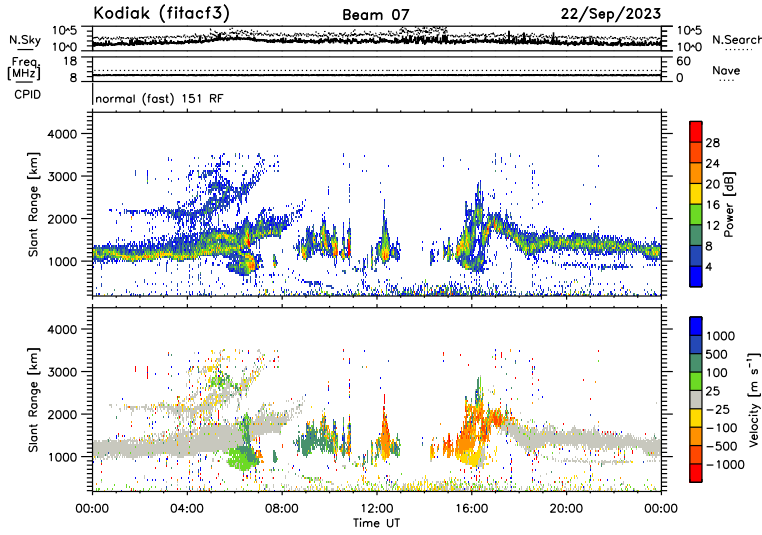 Kodiak (fitacf3) Beam 07 22/Sep/2023
N.Sky 10^5 10^0 10^5 10^0 N.Search
Freq. [MHz] 18 8 60 0 Nave
CPID normal (fast) 151 RF
Slant Range [km] 4000 3000 2000 1000
28 24 20 16 12 8 4 Power [dB]
Slant Range [km] 4000 3000 2000 1000
1000 500 100 25 −25 −100 −500 −1000 Velocity [m s⁻¹]
00:00 04:00 08:00 12:00 16:00 20:00 00:00
Time UT